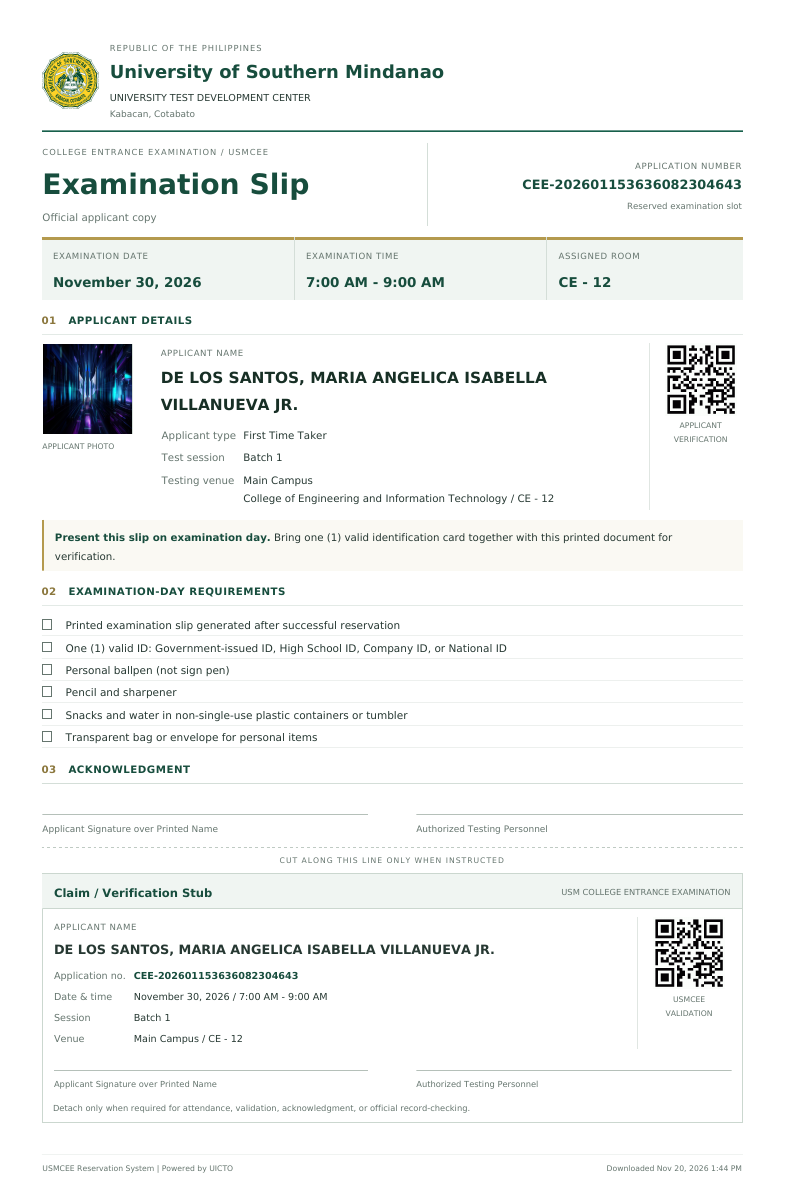 REPUBLIC OF THE PHILIPPINES
University of Southern Mindanao
UNIVERSITY TEST DEVELOPMENT CENTER
Kabacan, Cotabato
COLLEGE ENTRANCE EXAMINATION / USMCEE
Examination Slip
Official applicant copy
APPLICATION NUMBER
CEE-202601153636082304643
Reserved examination slot
EXAMINATION DATE
November 30, 2026
EXAMINATION TIME
7:00 AM - 9:00 AM
ASSIGNED ROOM
CE - 12
01 APPLICANT DETAILS
APPLICANT PHOTO
APPLICANT NAME
DE LOS SANTOS, MARIA ANGELICA ISABELLA
VILLANUEVA JR.
Applicant type First Time Taker
Test session Batch 1
Testing venue Main Campus
College of Engineering and Information Technology / CE - 12
APPLICANT
VERIFICATION
Present this slip on examination day. Bring one (1) valid identification card together with this printed document for
verification.
02 EXAMINATION-DAY REQUIREMENTS
Printed examination slip generated after successful reservation
One (1) valid ID: Government-issued ID, High School ID, Company ID, or National ID
Personal ballpen (not sign pen)
Pencil and sharpener
Snacks and water in non-single-use plastic containers or tumbler
Transparent bag or envelope for personal items
03 ACKNOWLEDGMENT
Applicant Signature over Printed Name
Authorized Testing Personnel
CUT ALONG THIS LINE ONLY WHEN INSTRUCTED
Claim / Verification Stub
USM COLLEGE ENTRANCE EXAMINATION
APPLICANT NAME
DE LOS SANTOS, MARIA ANGELICA ISABELLA VILLANUEVA JR.
Application no. CEE-202601153636082304643
Date & time November 30, 2026 / 7:00 AM - 9:00 AM
Session Batch 1
Venue Main Campus / CE - 12
USMCEE
VALIDATION
Applicant Signature over Printed Name
Authorized Testing Personnel
Detach only when required for attendance, validation, acknowledgment, or official record-checking.
USMCEE Reservation System | Powered by UICTO
Downloaded Nov 20, 2026 1:44 PM